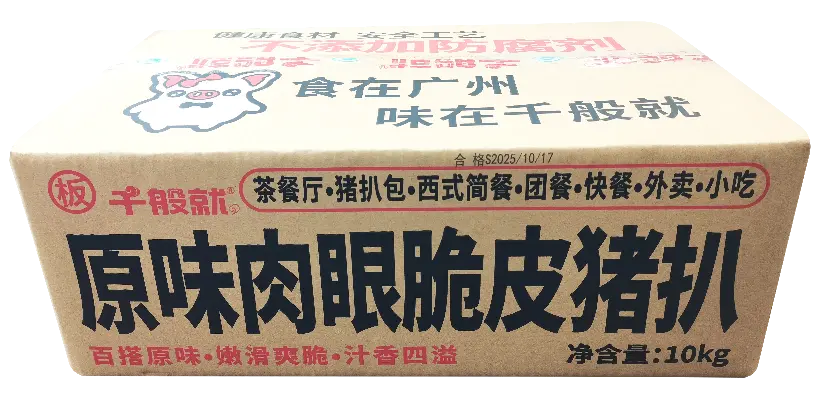 健康食材 安全工艺
不添加防腐剂
食在广州
味在千般就
合 格S2025/10/17
板 千般就®
茶餐厅·猪扒包·西式简餐·团餐·快餐·外卖·小吃
原味肉眼脆皮猪扒
百搭原味·嫩滑爽脆·汁香四溢
净含量:10kg